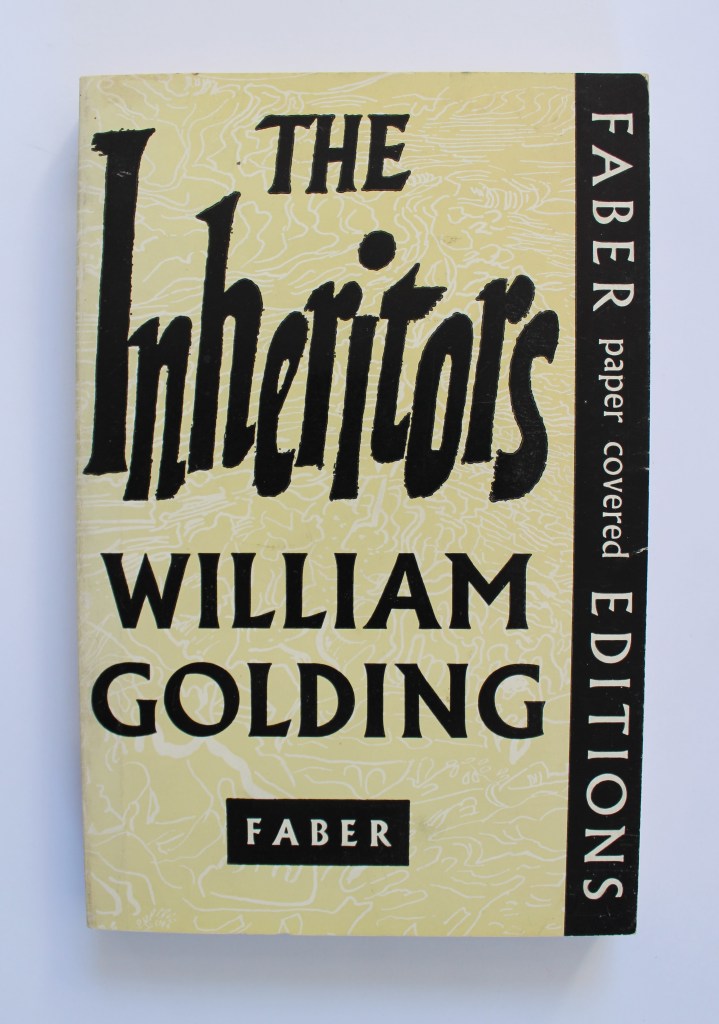 THE
Inheritors
WILLIAM
GOLDING
FABER
FABER paper covered EDITIONS